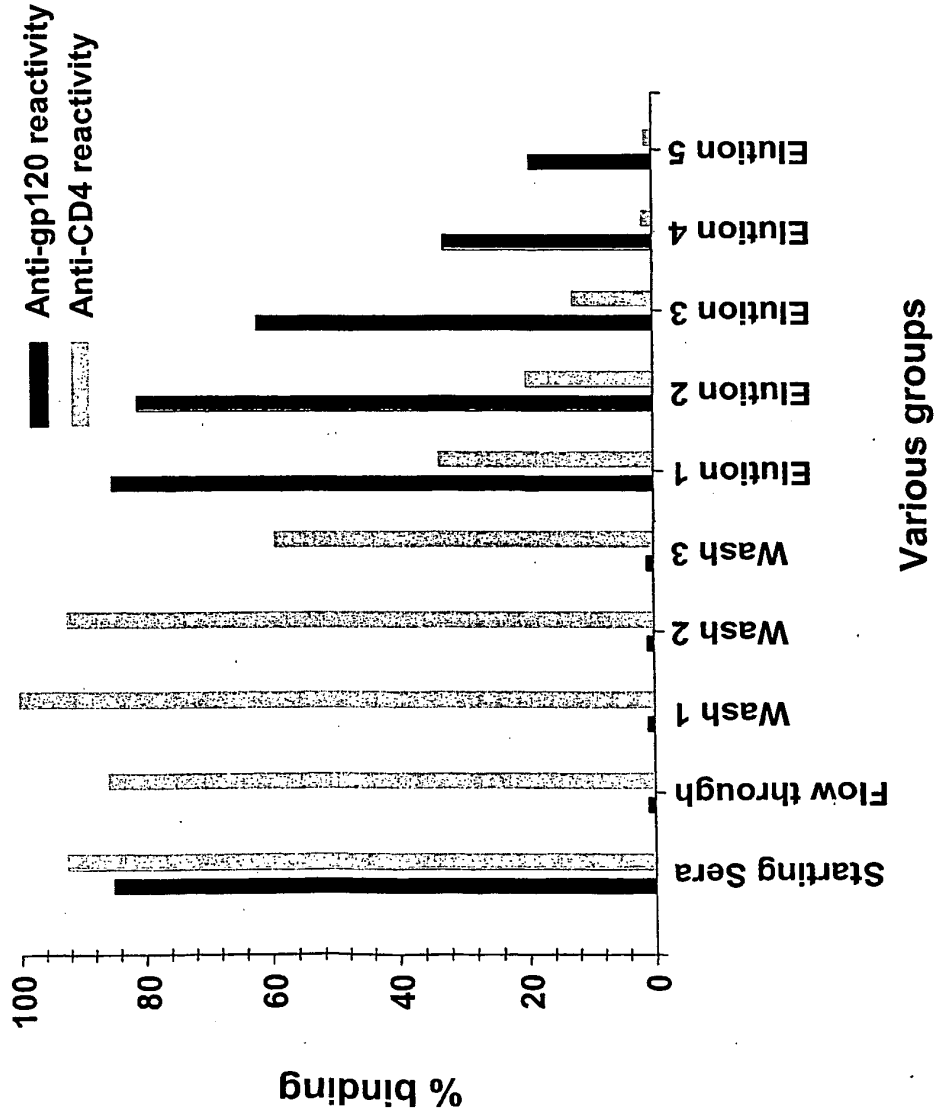 Anti-gp120 reactivity
Anti-CD4 reactivity
100
80
60
40
20
0
% binding
Starting Sera
Flow through
Wash 1
Wash 2
Wash 3
Elution 1
Elution 2
Elution 3
Elution 4
Elution 5
Various groups